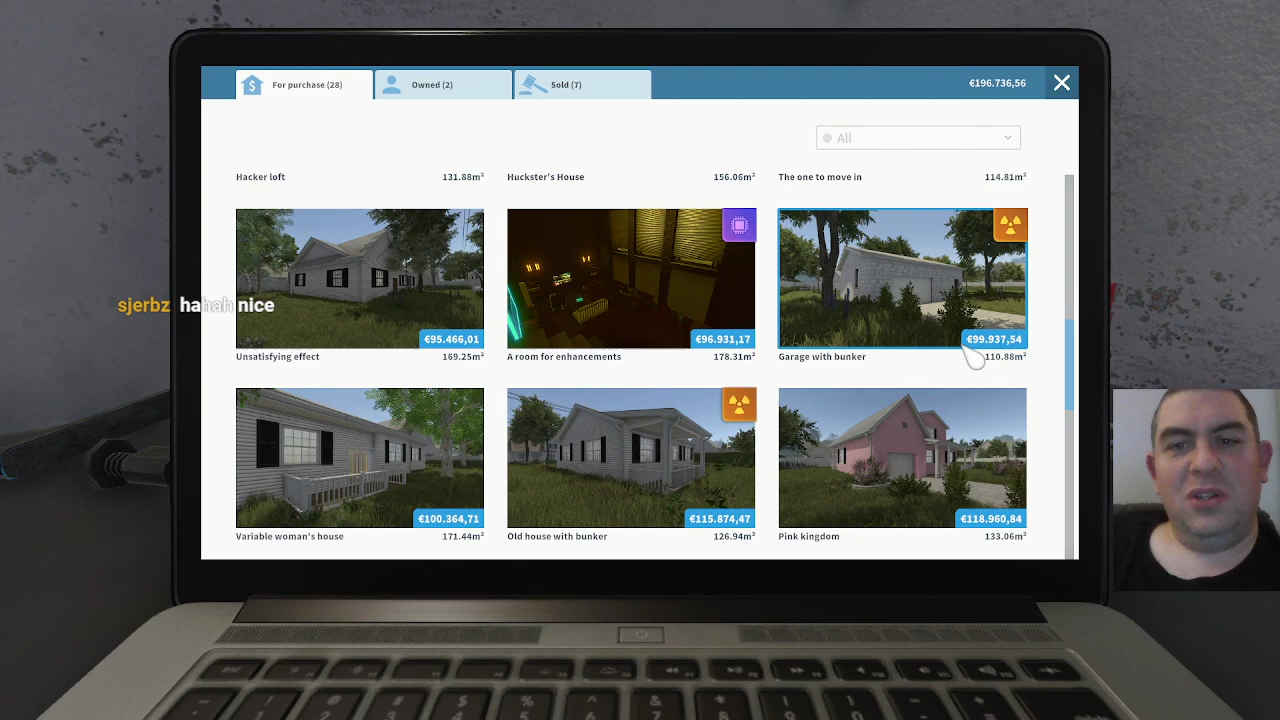 For purchase (28)
Owned (2)
Sold (7)
€196.736,56
All
Hacker loft
131.88m²
Huckster's House
156.06m²
The one to move in
114.81m²
€95.466,01
€96.931,17
€99.937,54
Unsatisfying effect
169.25m²
A room for enhancements
178.31m²
Garage with bunker
110.88m²
sjerbz hahah nice
€100.364,71
€115.874,47
€118.960,84
Variable woman's house
171.44m²
Old house with bunker
126.94m²
Pink kingdom
133.06m²